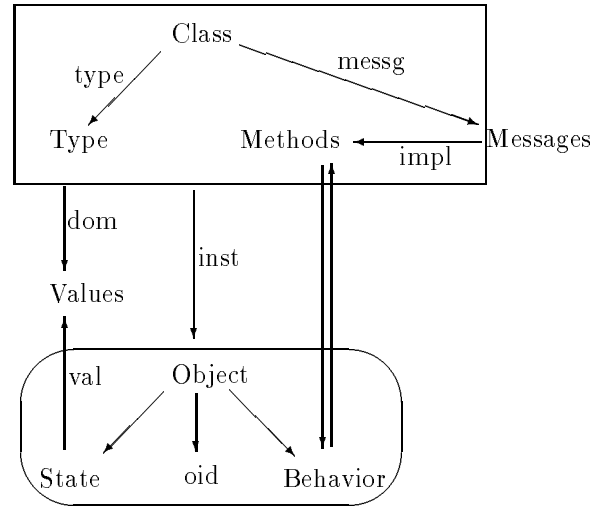 Class
type
messg
Type
Methods
impl
Messages
dom
inst
Values
val
Object
State
oid
Behavior